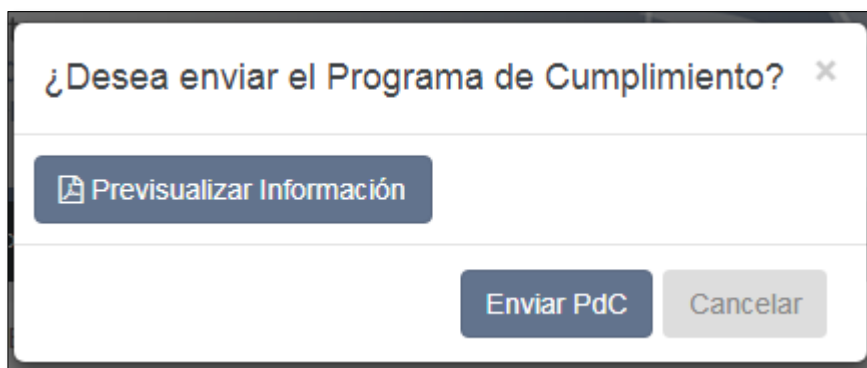 ¿Desea enviar el Programa de Cumplimiento? ×
Previsualizar Información
Enviar PdC Cancelar